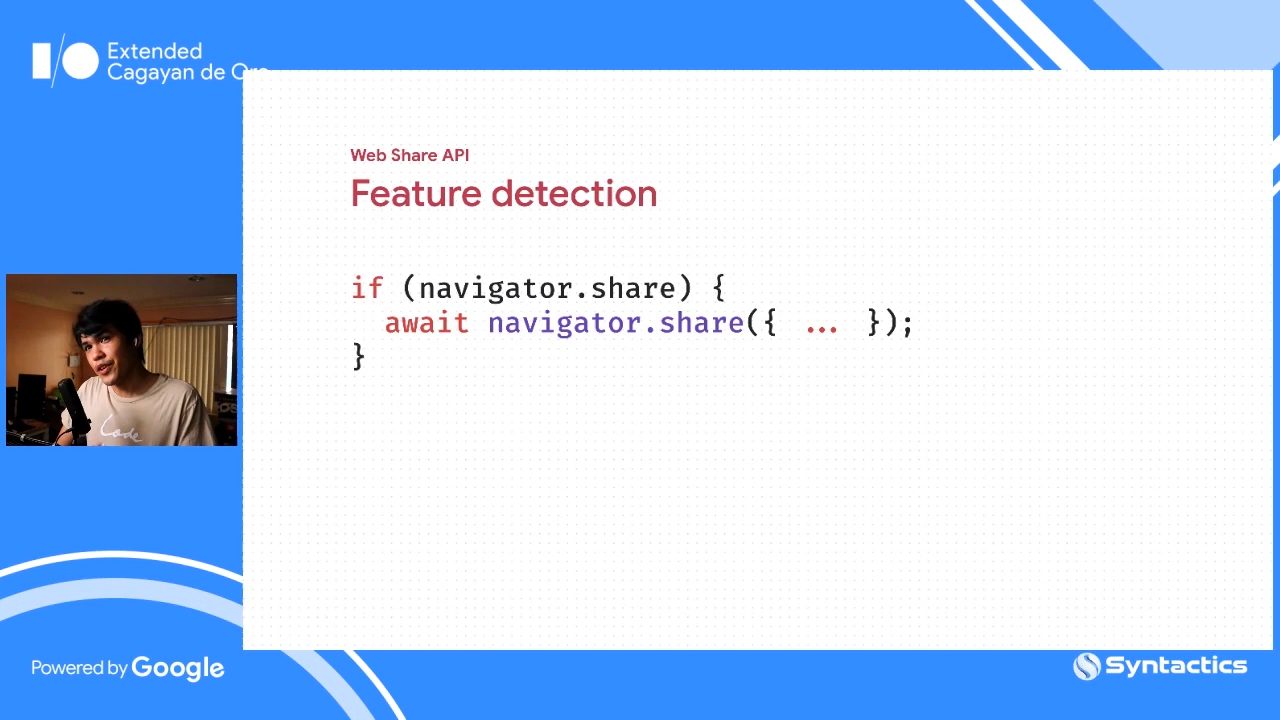 Extended
Cagayan de Oro
Web Share API
Feature detection
if (navigator.share) {
  await navigator.share({ ... });
}
Code
Powered by Google
Syntactics